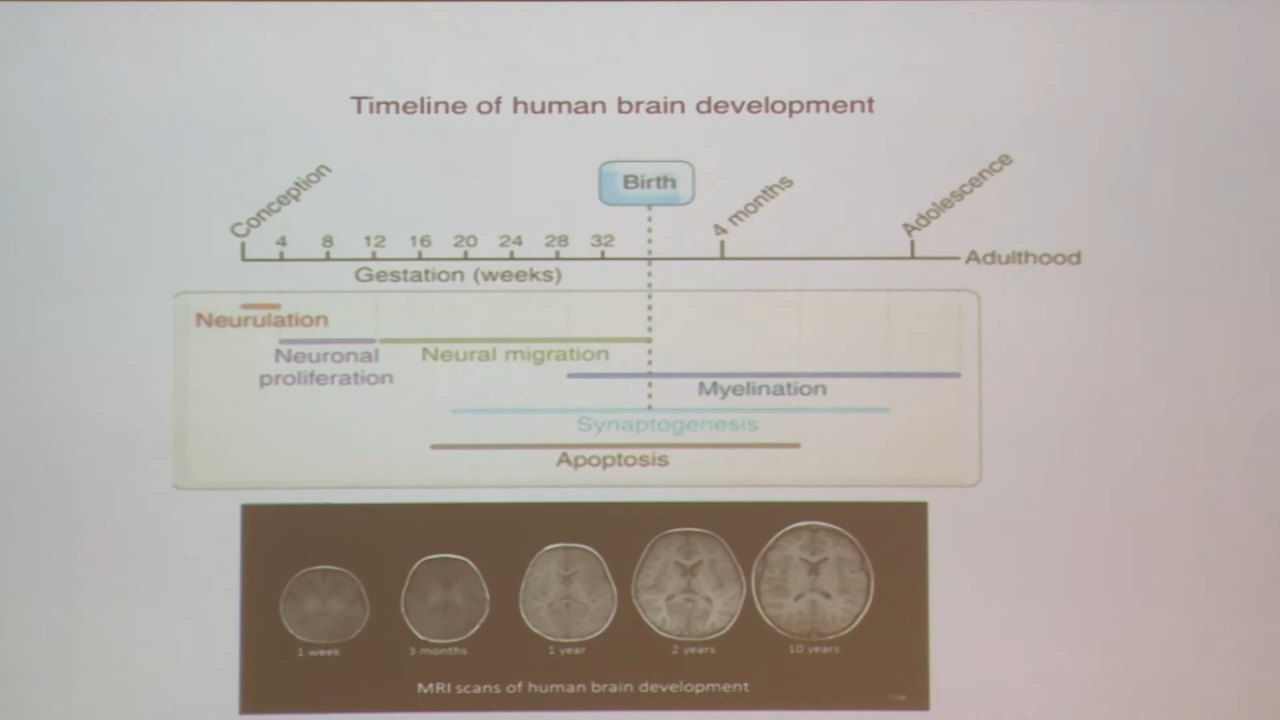 Timeline of human brain development
Birth
Conception
4 months
Adolescence
4 8 12 16 20 24 28 32
Adulthood
Gestation (weeks)
Neurulation
Neuronal
proliferation
Neural migration
Myelination
Synaptogenesis
Apoptosis
1 week 3 months 1 year 2 years 10 years
MRI scans of human brain development